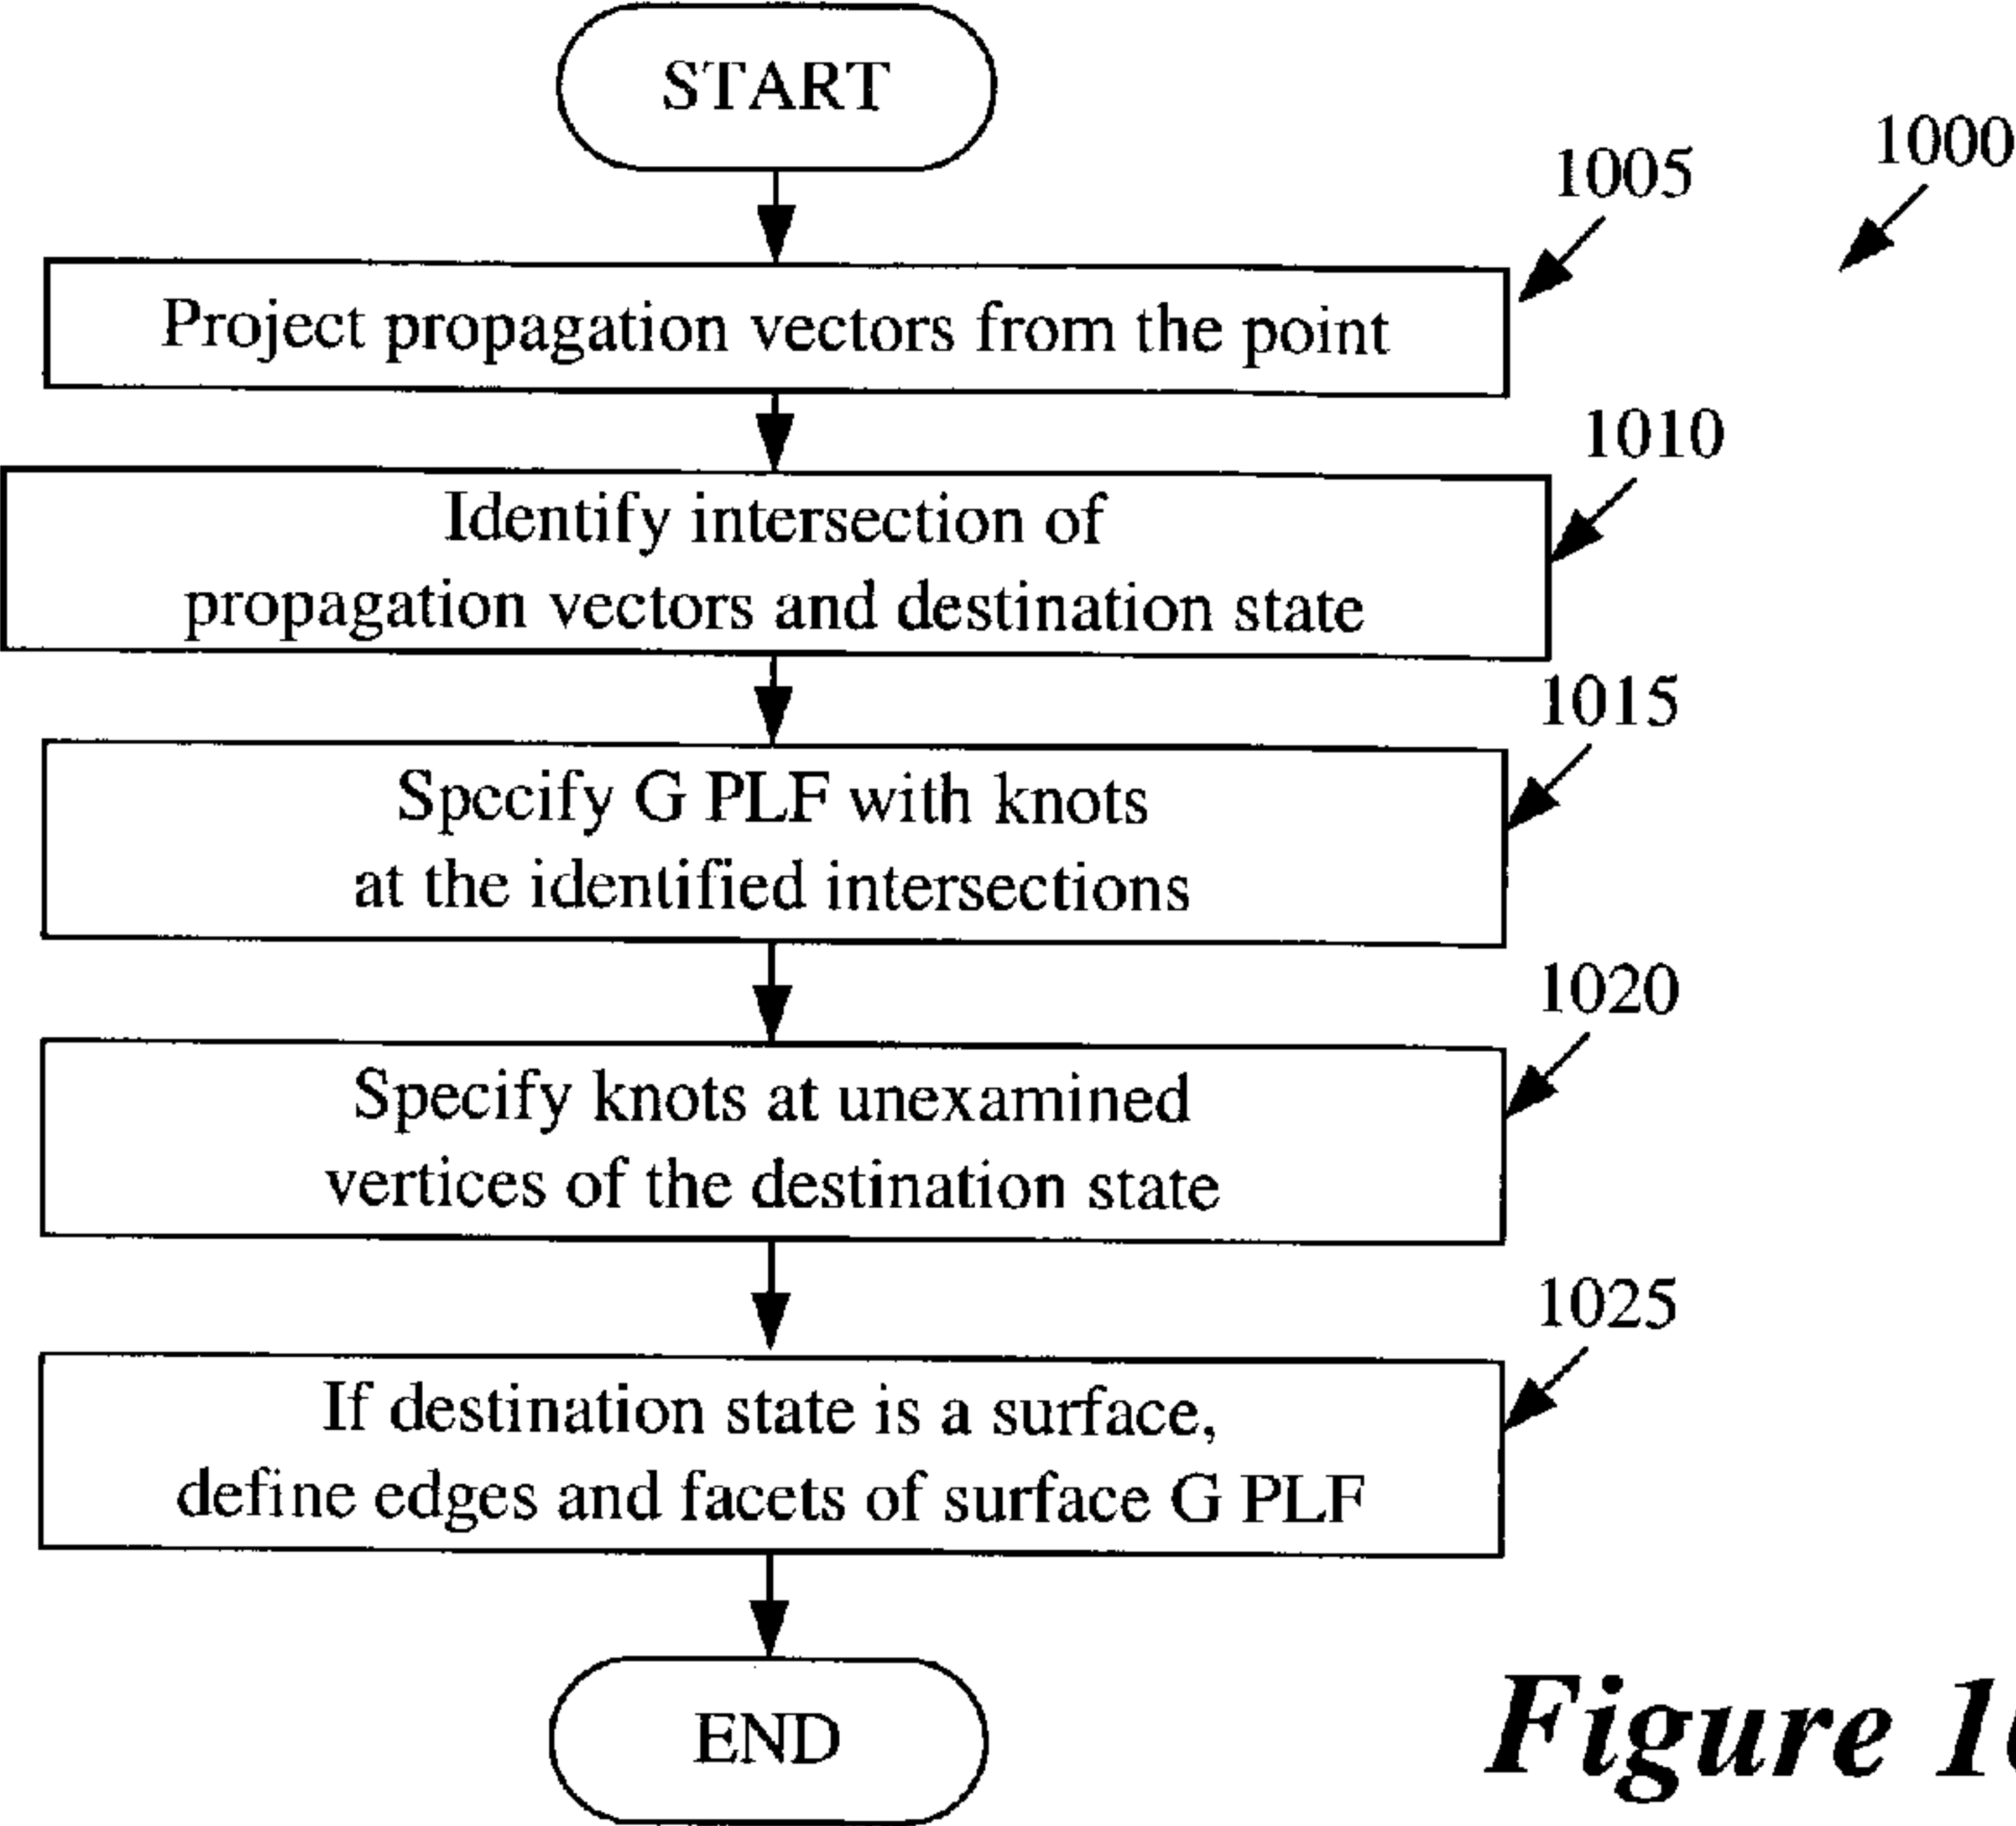 START
1000
1005
Project propagation vectors from the point
1010
Identify intersection of
propagation vectors and destination state
1015
Specify G PLF with knots
at the identified intersections
1020
Specify knots at unexamined
vertices of the destination state
1025
If destination state is a surface,
define edges and facets of surface G PLF
END
Figure